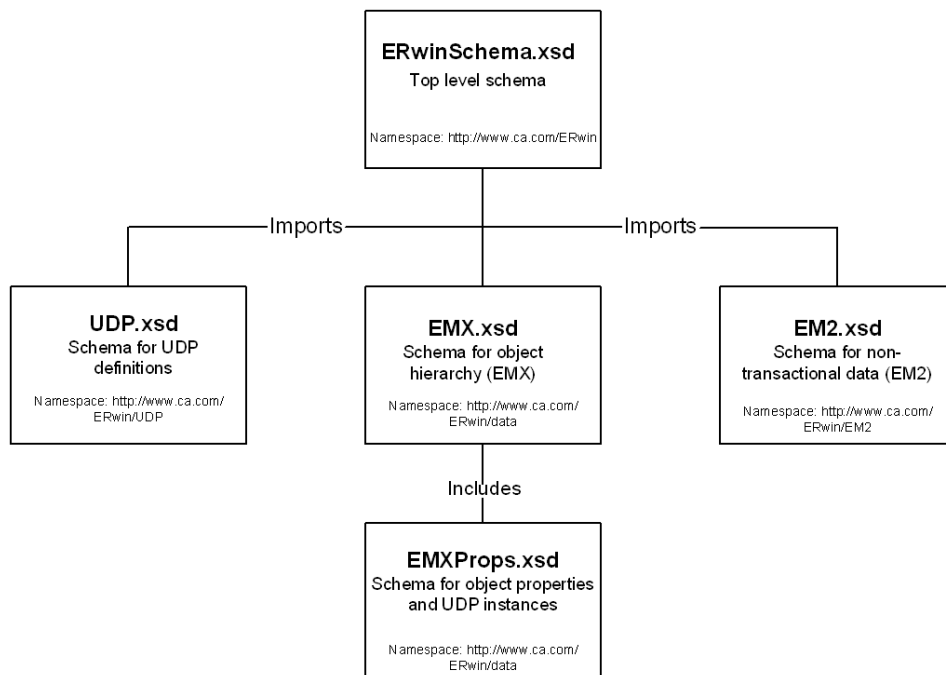 ERwinSchema.xsd
Top level schema
Namespace: http://www.ca.com/ERwin
Imports
Imports
UDP.xsd
Schema for UDP
definitions
Namespace: http://www.ca.com/
ERwin/UDP
EMX.xsd
Schema for object
hierarchy (EMX)
Namespace: http://www.ca.com/
ERwin/data
EM2.xsd
Schema for non-
transactional data (EM2)
Namespace: http://www.ca.com/
ERwin/EM2
Includes
EMXProps.xsd
Schema for object properties
and UDP instances
Namespace: http://www.ca.com/
ERwin/data